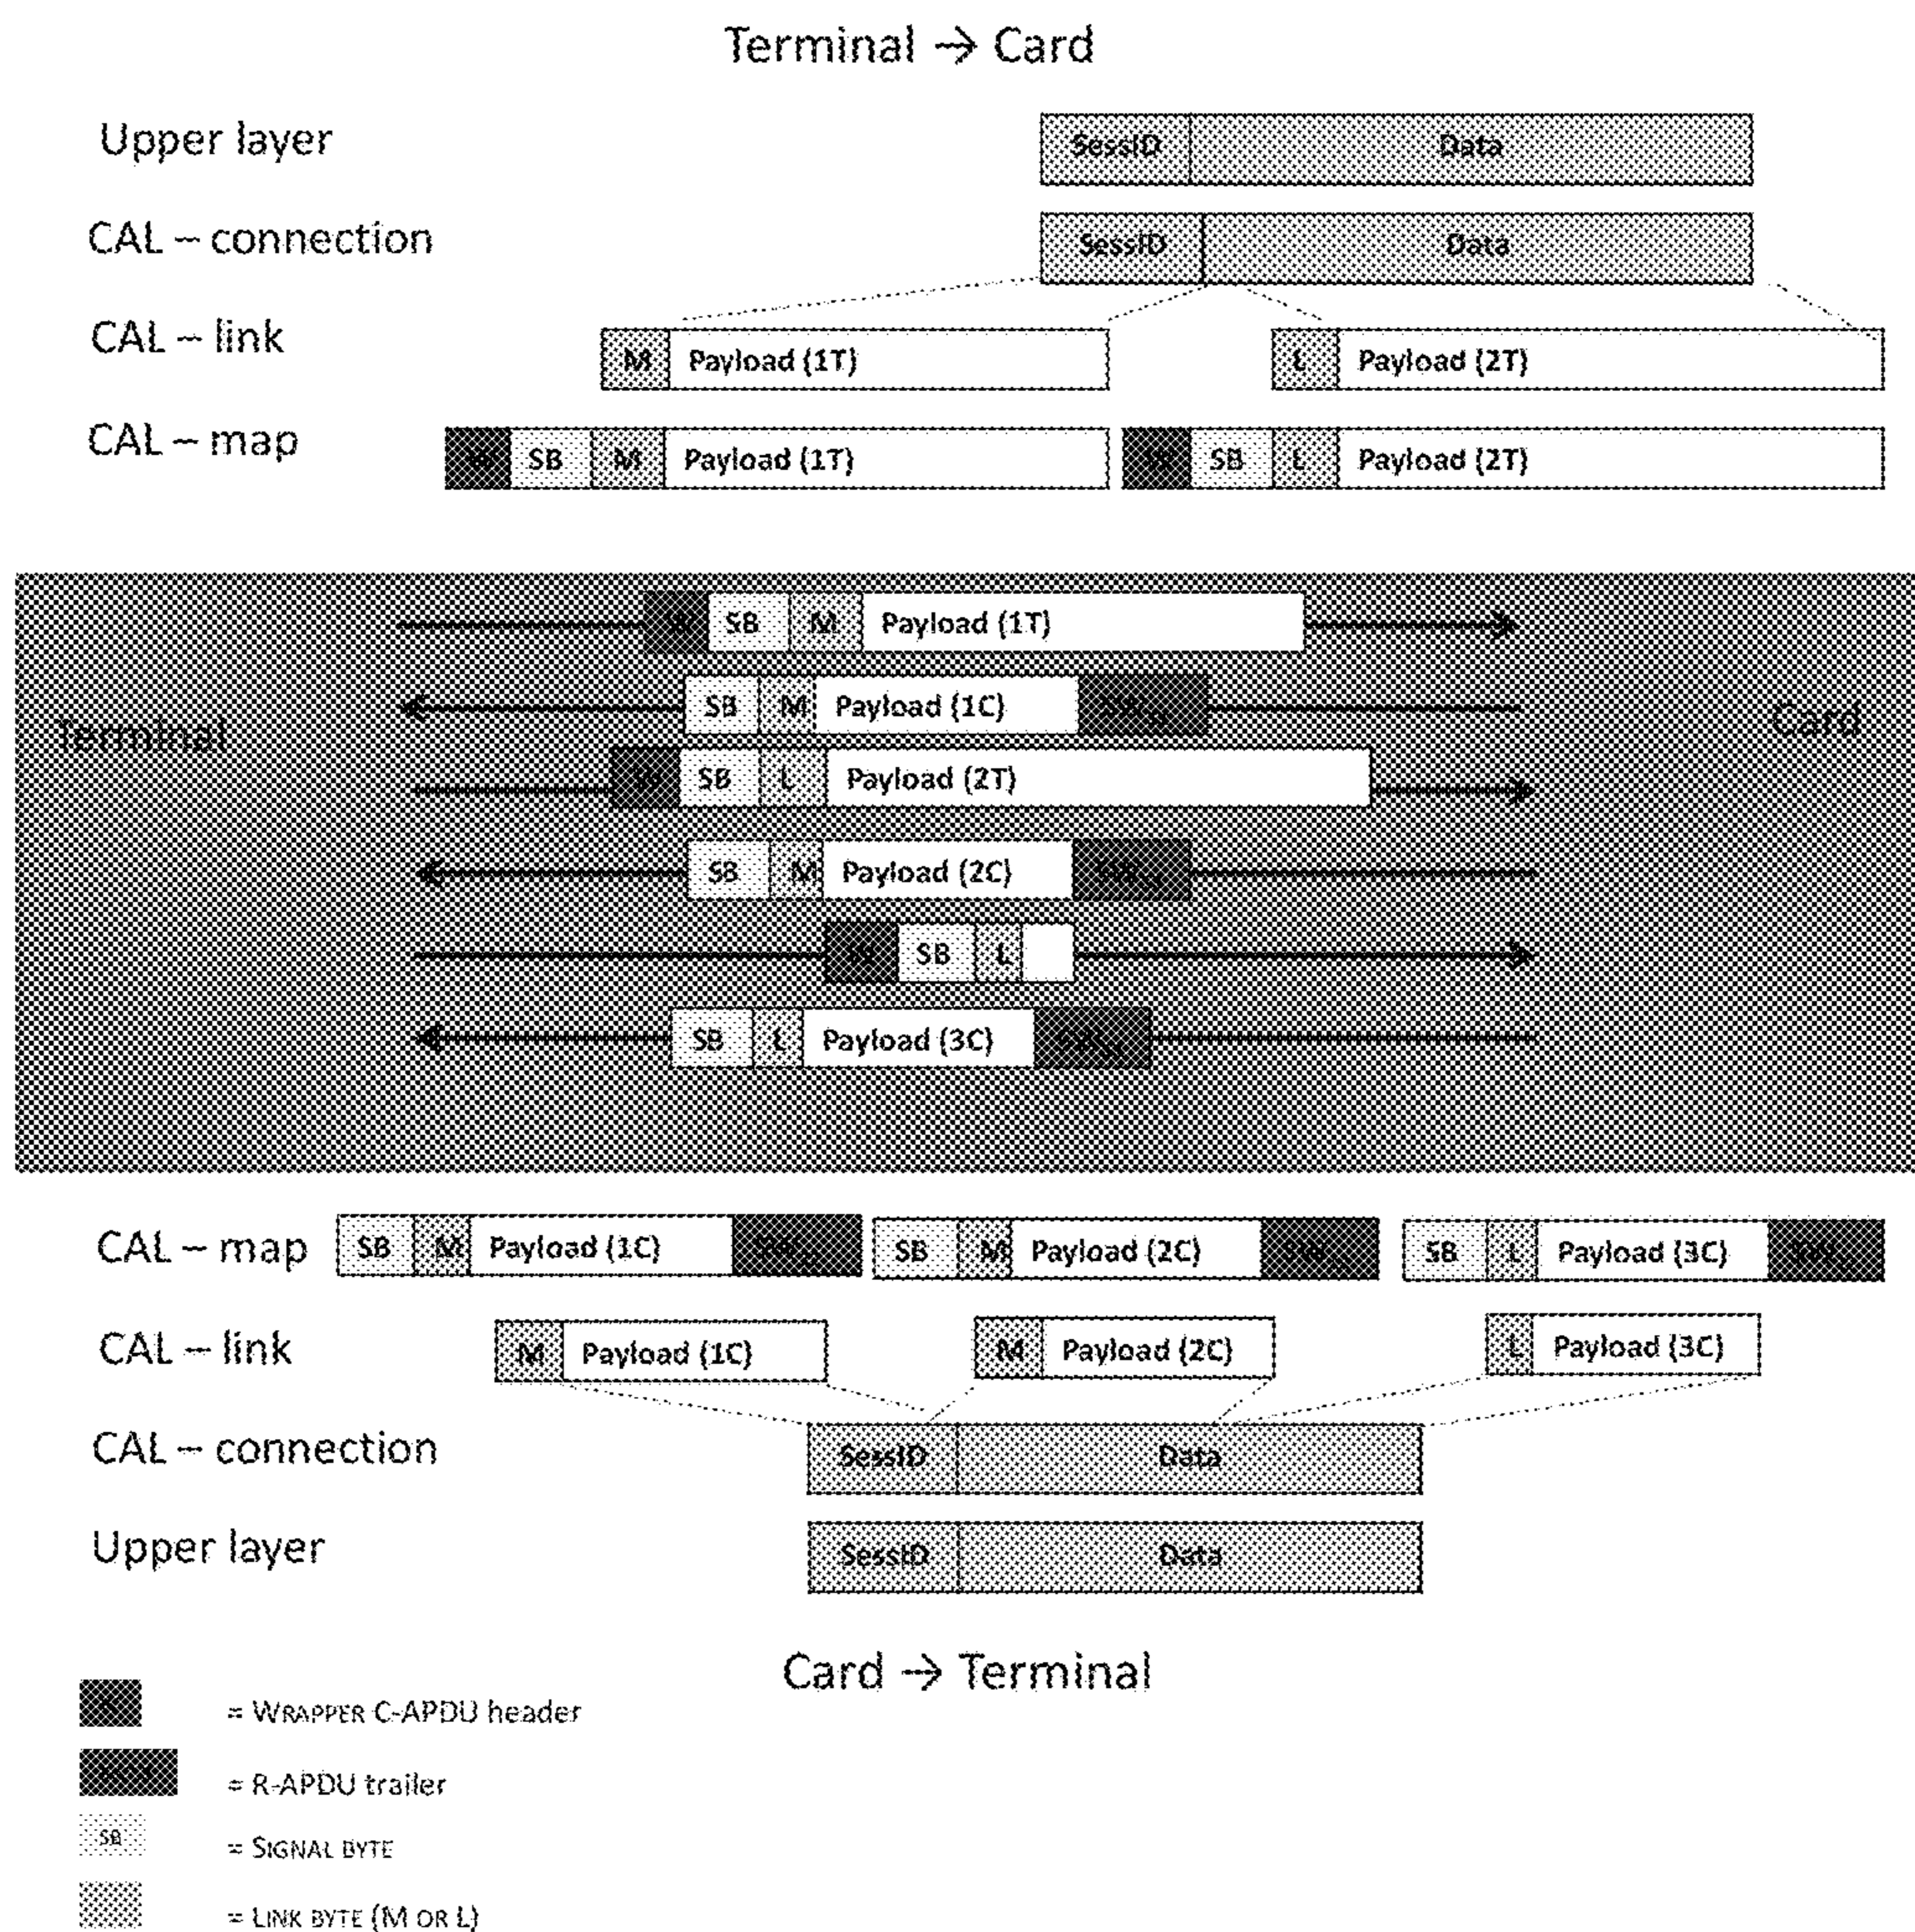 Terminal → Card
Upper layer
SessID Data
CAL – connection
SessID Data
CAL – link
M Payload (1T) L Payload (2T)
CAL – map
W SB M Payload (1T) W SB L Payload (2T)
Terminal
Card
W SB M Payload (1T)
SB M Payload (1C)
W SB L Payload (2T)
SB M Payload (2C)
W SB L
SB L Payload (3C)
CAL – map
SB M Payload (1C) SB M Payload (2C) SB L Payload (3C)
CAL – link
M Payload (1C) M Payload (2C) L Payload (3C)
CAL – connection
SessID Data
Upper layer
SessID Data
Card → Terminal
= WRAPPER C-APDU header
= R-APDU trailer
SB = SIGNAL BYTE
= LINK BYTE (M OR L)